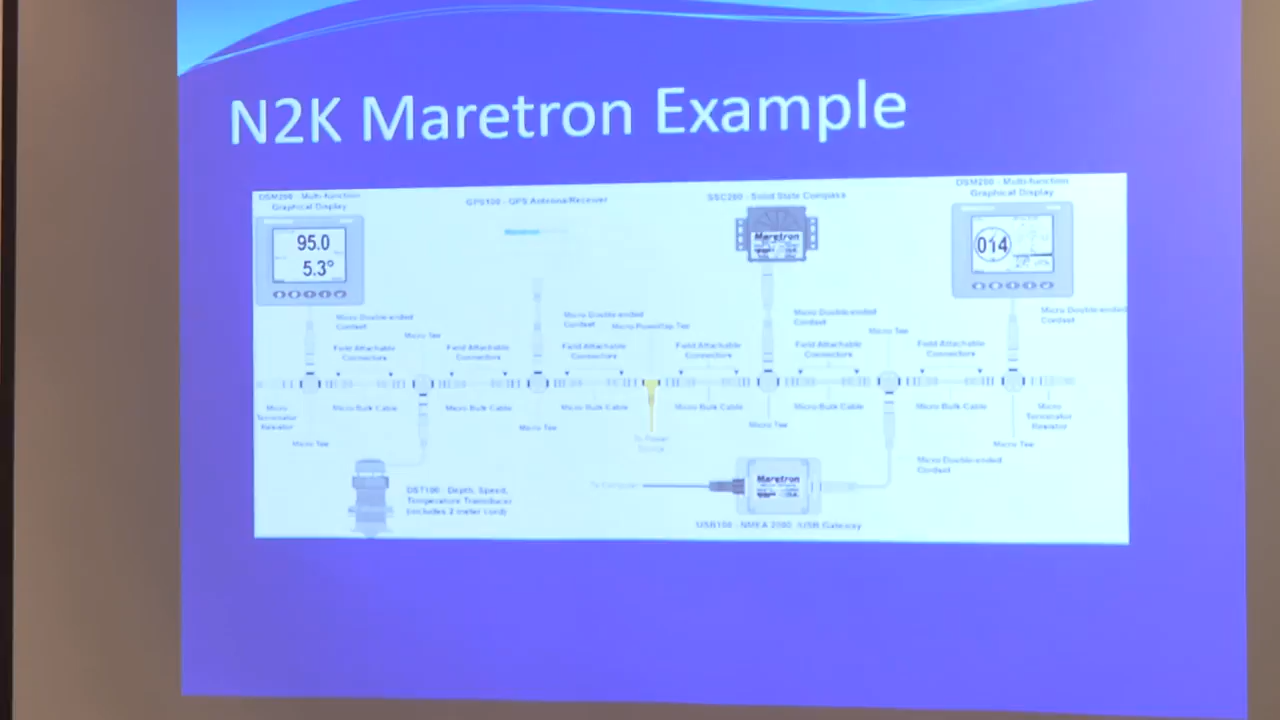 N2K Maretron Example
DSM200 - Multi-function
Graphical Display
GPS100 - GPS Antenna/Receiver
SSC200 - Solid State Compass
DSM200 - Multi-function
Graphical Display
95.0
5.3°
Maretron
Maretron
014
Micro Double-ended
Cordset
Micro Double-ended
Cordset
Micro Double-ended
Cordset
Micro Double-ended
Cordset
Micro Tee
Micro Powertap Tee
Micro Tee
Field Attachable
Connectors
Field Attachable
Connectors
Field Attachable
Connectors
Field Attachable
Connectors
Field Attachable
Connectors
Field Attachable
Connectors
Micro
Terminator
Resistor
Micro Bulk Cable
Micro Bulk Cable
Micro Bulk Cable
Micro Bulk Cable
Micro Bulk Cable
Micro Bulk Cable
Micro
Terminator
Resistor
Micro Tee
Micro Tee
To Power
Source
Micro Tee
Micro Tee
Micro Double-ended
Cordset
DST100 - Depth, Speed,
Temperature Transducer
(includes 2 meter cord)
To Computer
Maretron
USB100 - NMEA 2000 /USB Gateway